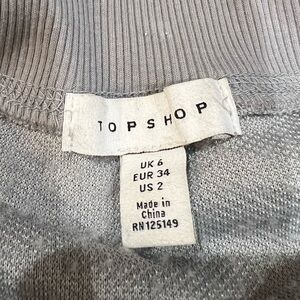 TOPSHOP
UK 6
EUR 34
US 2
Made in
China
RN125149